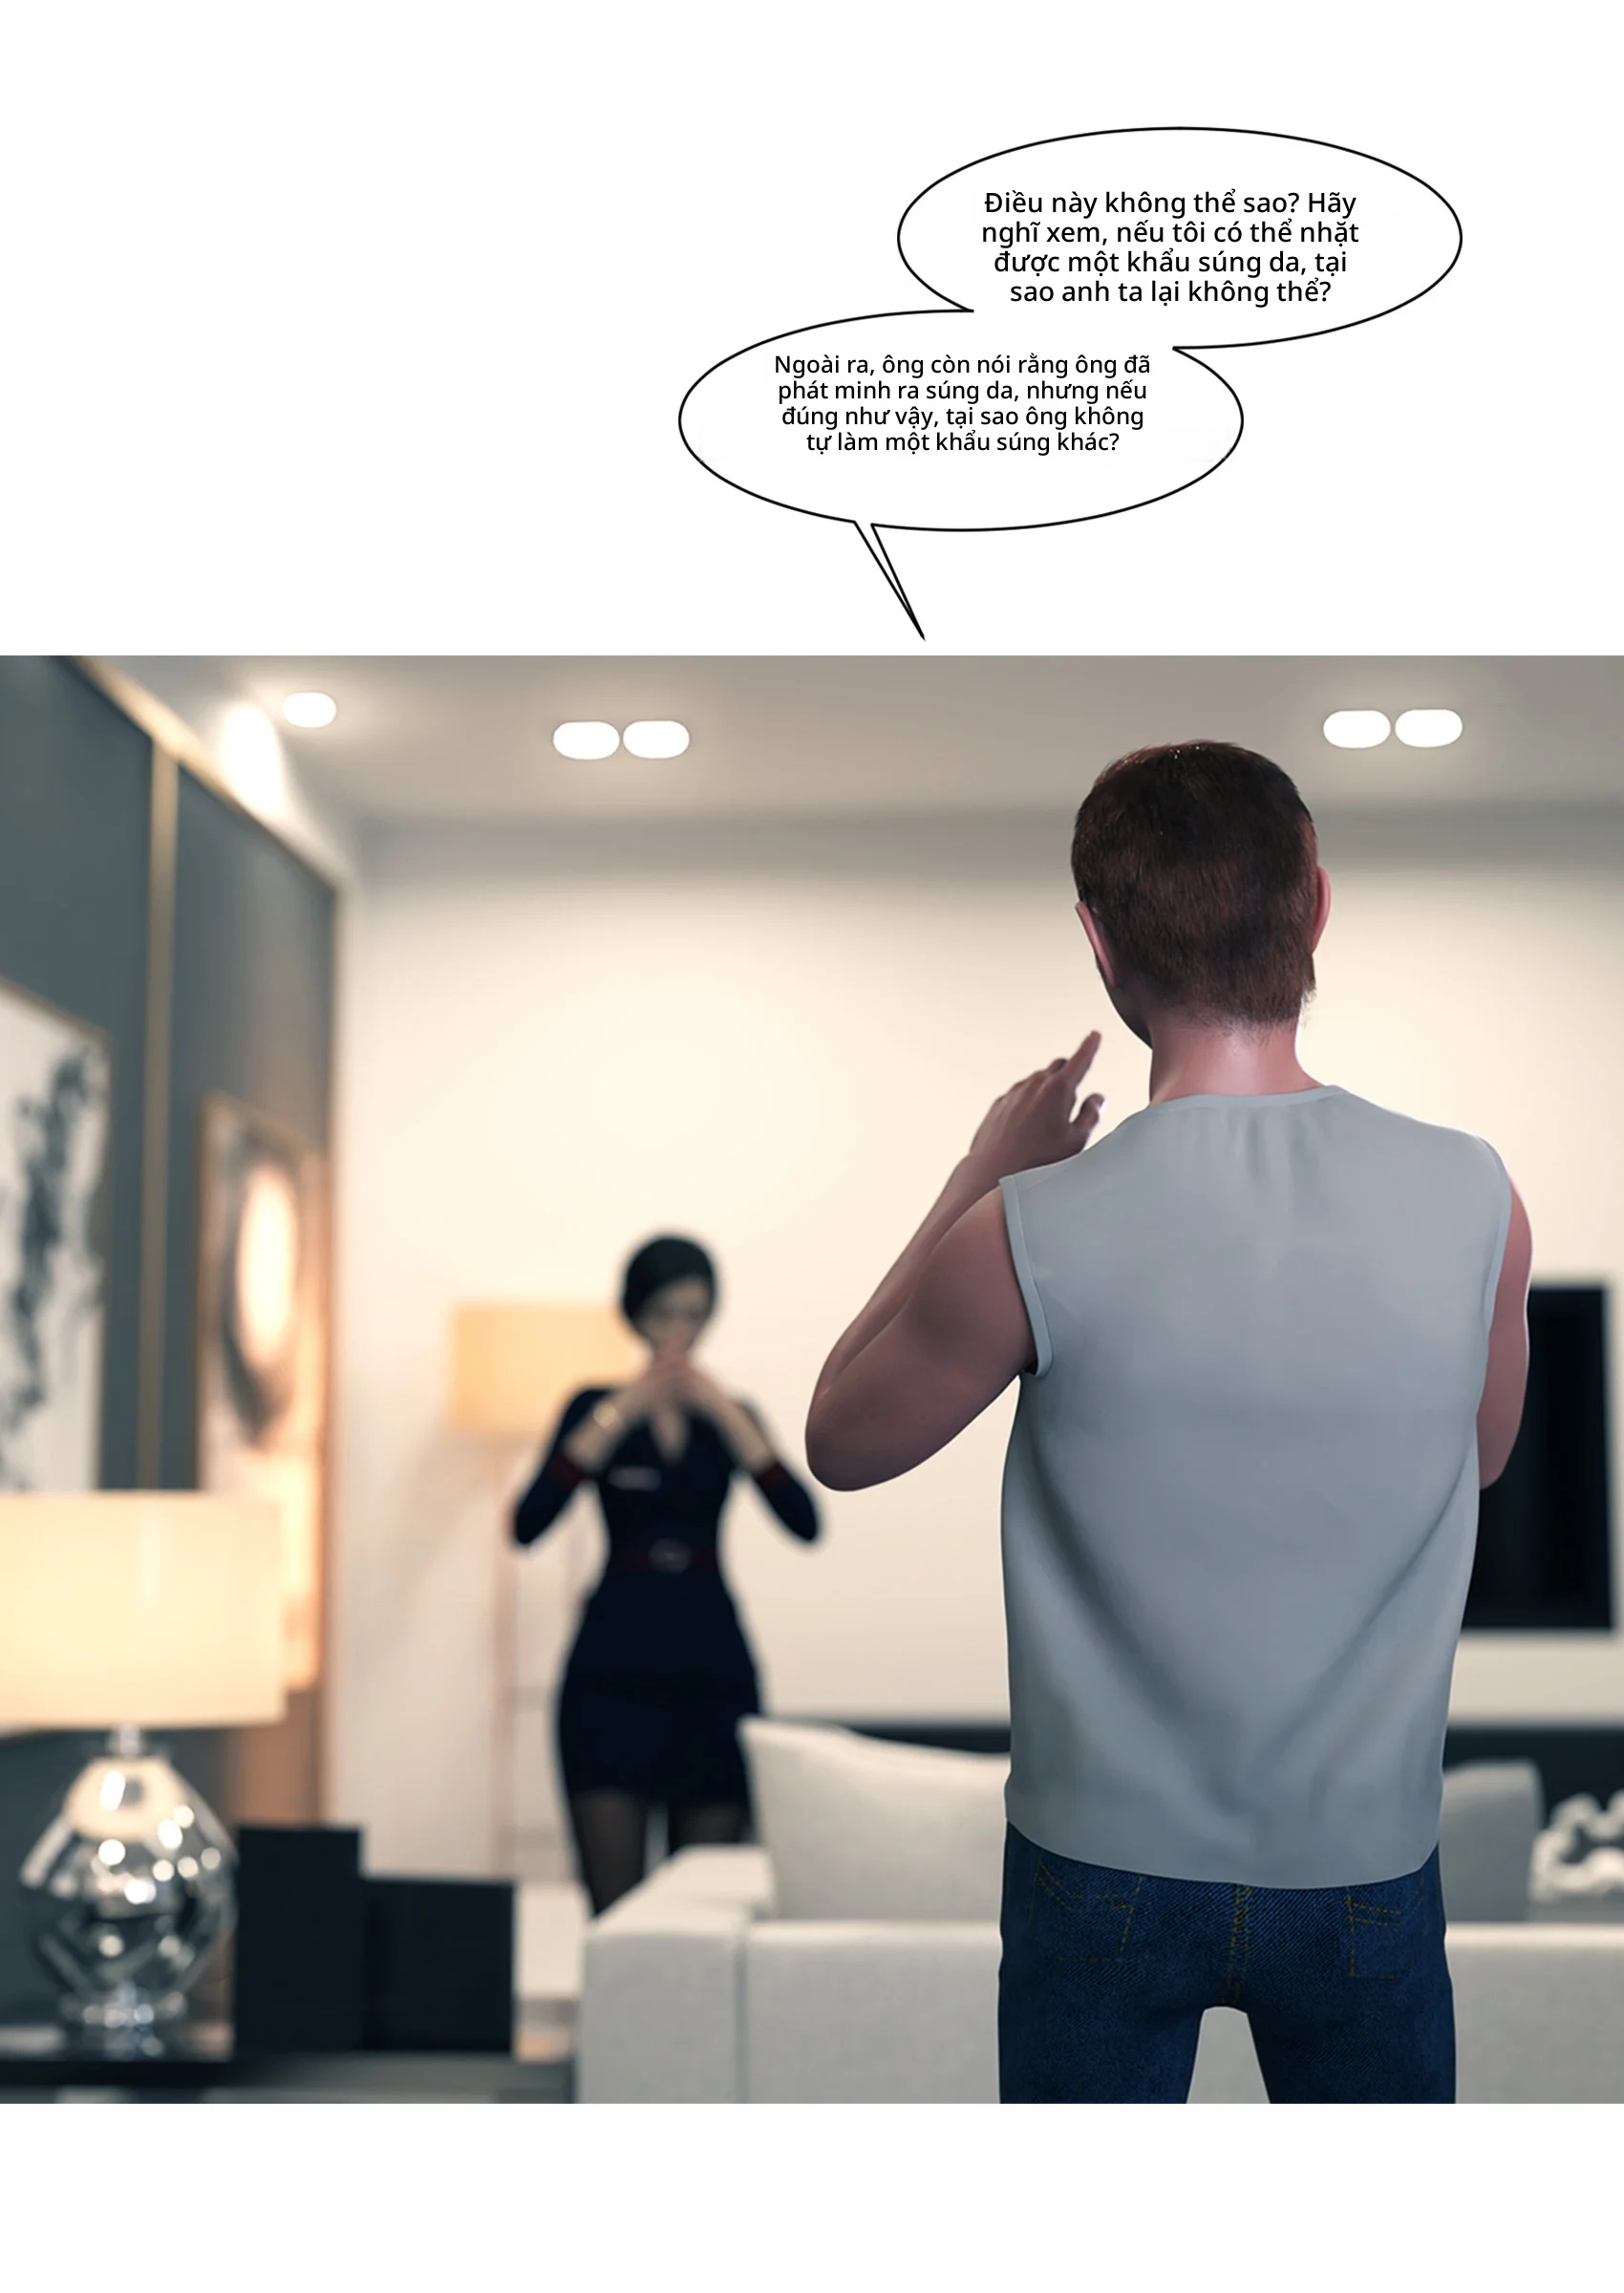 Điều này không thể sao? Hãy
nghĩ xem, nếu tôi có thể nhặt
được một khẩu súng da, tại
sao anh ta lại không thể?
Ngoài ra, ông còn nói rằng ông đã
phát minh ra súng da, nhưng nếu
đúng như vậy, tại sao ông không
tự làm một khẩu súng khác?